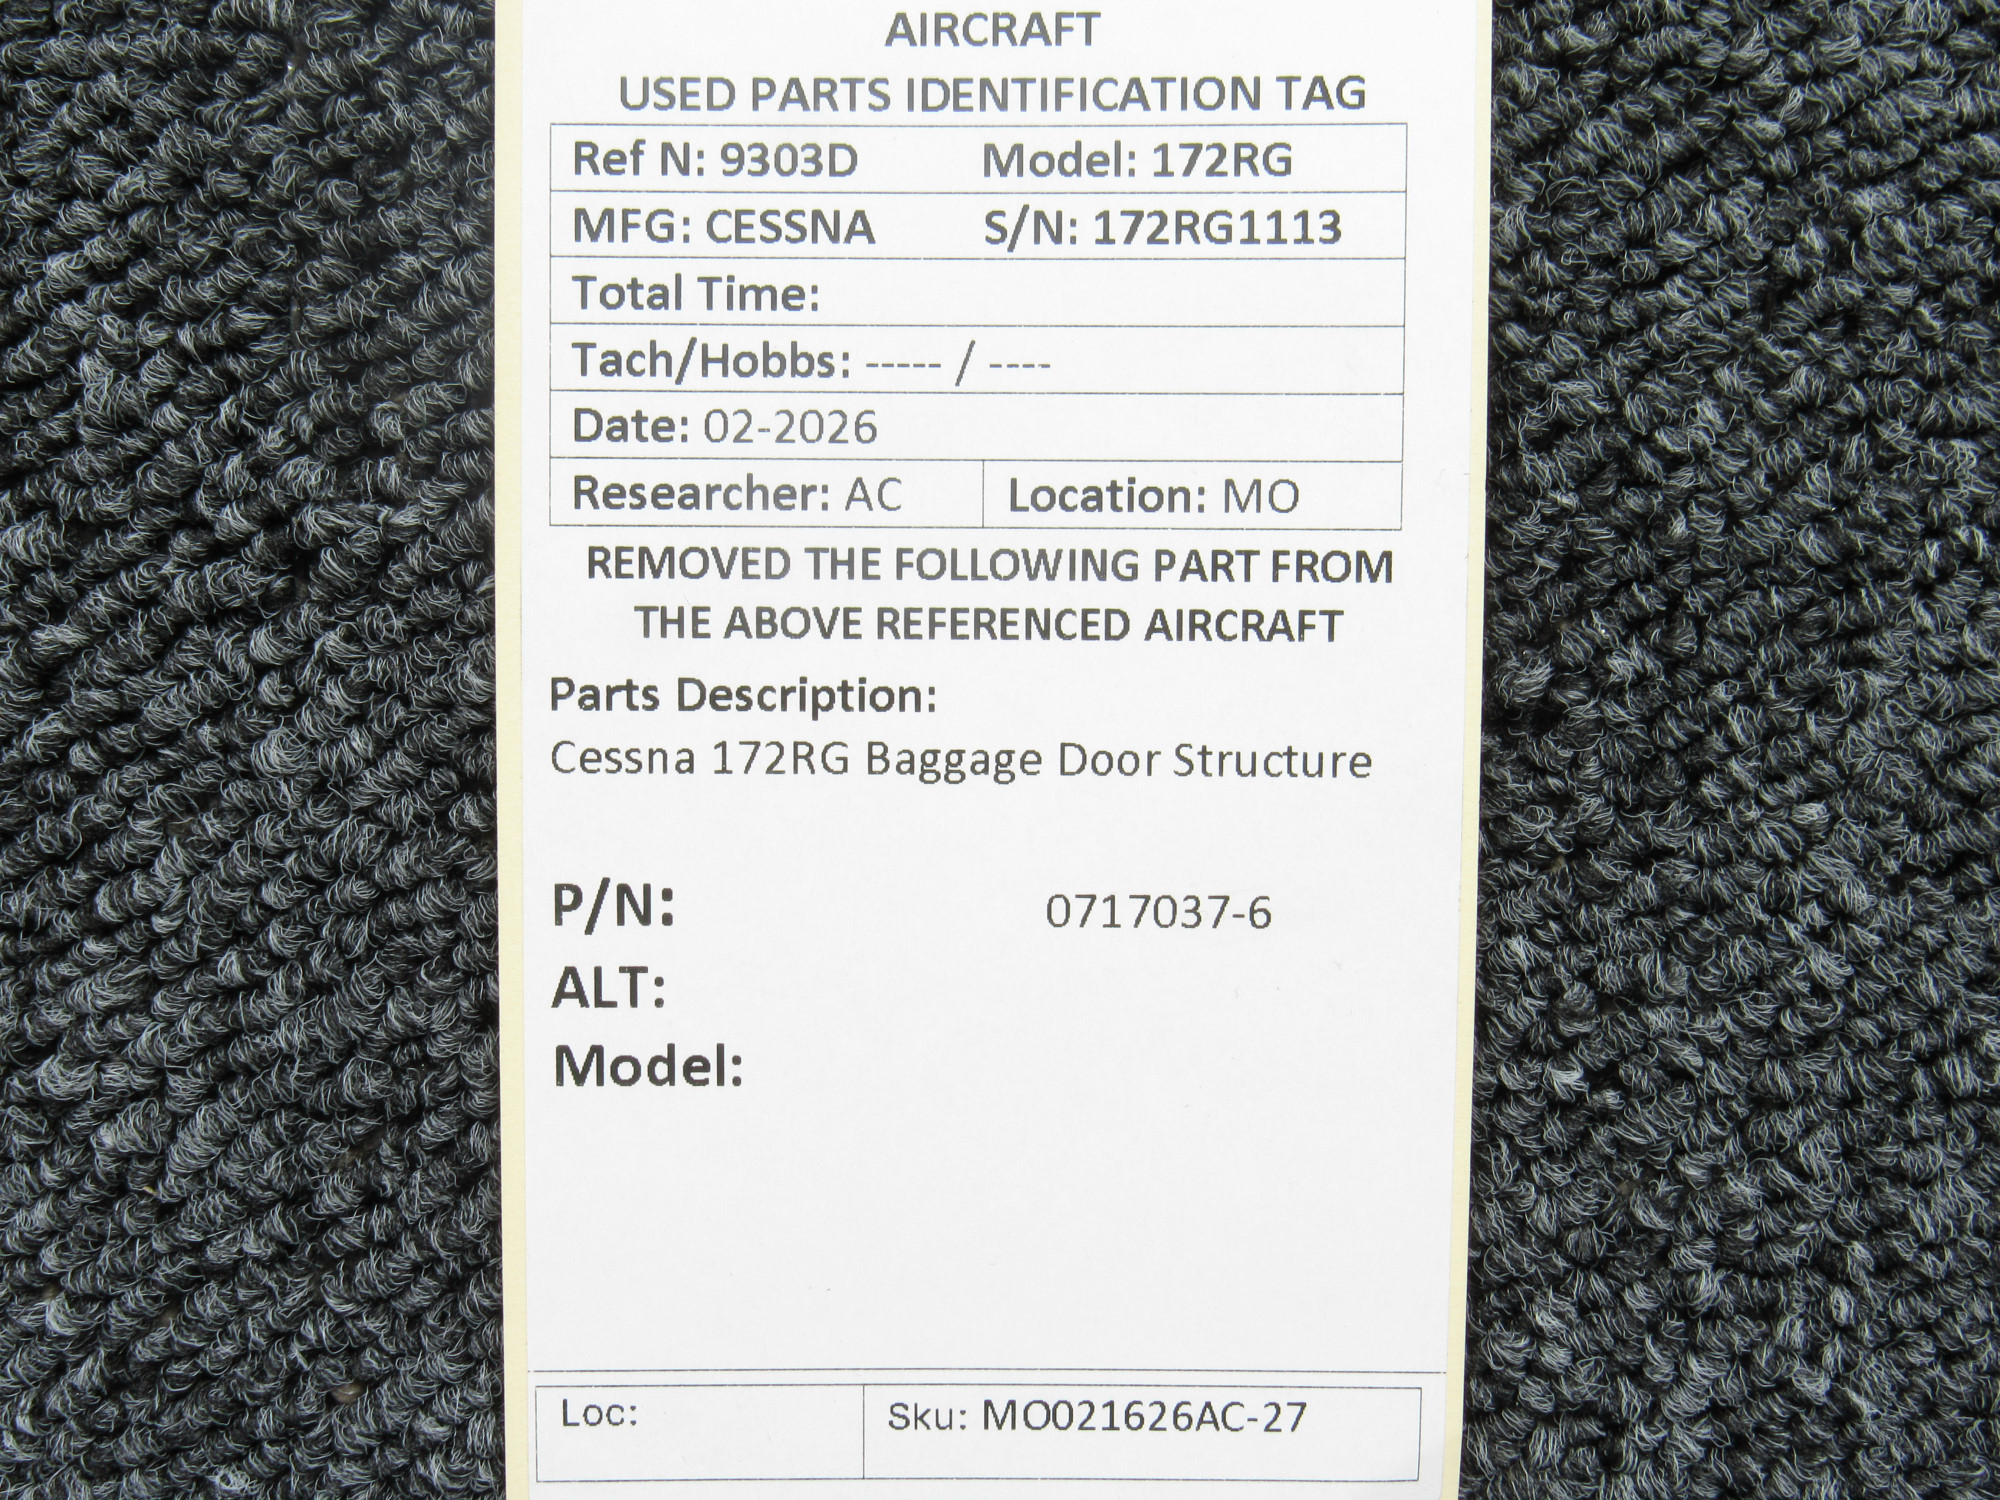 AIRCRAFT
USED PARTS IDENTIFICATION TAG
Ref N: 9303D Model: 172RG
MFG: CESSNA S/N: 172RG1113
Total Time:
Tach/Hobbs: ----- / ----
Date: 02-2026
Researcher: AC Location: MO
REMOVED THE FOLLOWING PART FROM
THE ABOVE REFERENCED AIRCRAFT
Parts Description:
Cessna 172RG Baggage Door Structure
P/N: 0717037-6
ALT:
Model:
Loc: Sku: MO021626AC-27